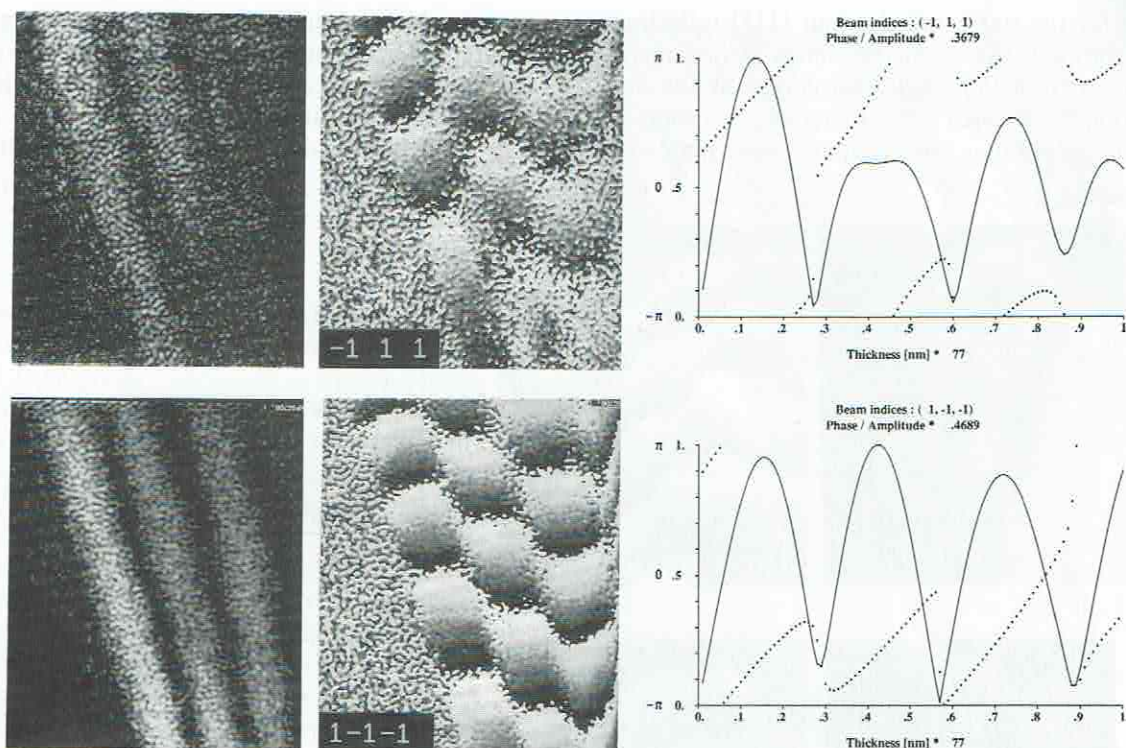 Beam indices : (-1, 1, 1)
Phase / Amplitude * .3679
π 1.
0 .5
-π 0.
0. .1 .2 .3 .4 .5 .6 .7 .8 .9 1
Thickness [nm] * 77
-1 1 1
Beam indices : ( 1, -1, -1)
Phase / Amplitude * .4689
π 1.
0 .5
-π 0.
0. .1 .2 .3 .4 .5 .6 .7 .8 .9 1
Thickness [nm] * 77
1-1-1